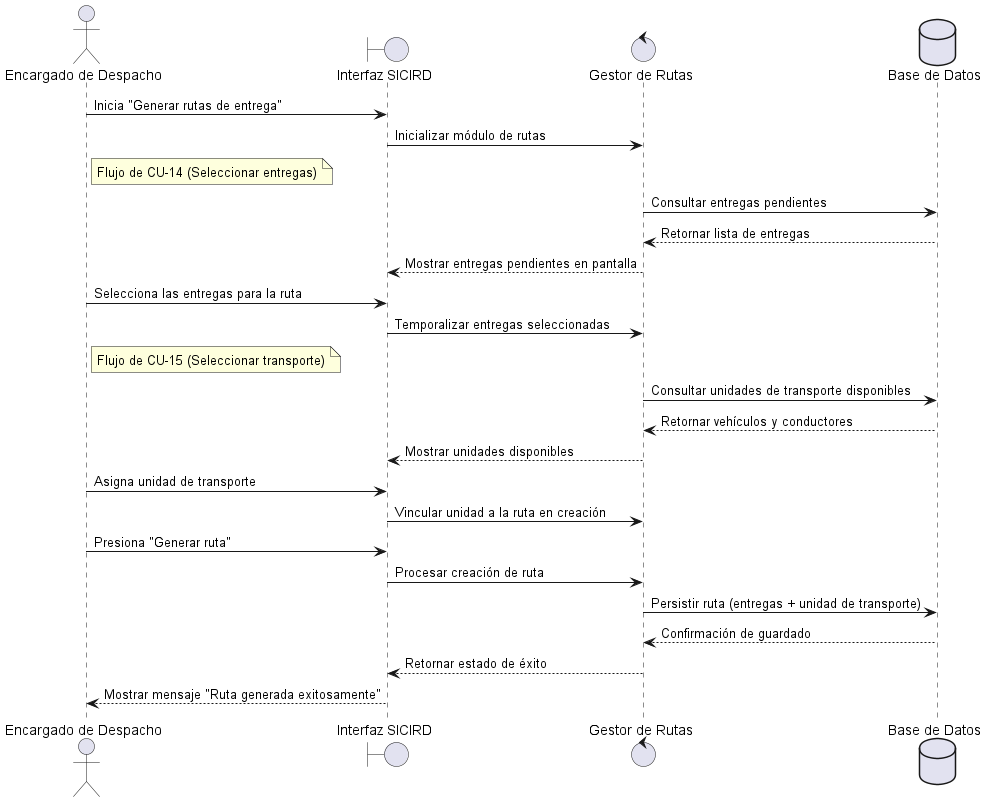 Encargado de Despacho
Interfaz SICIRD
Gestor de Rutas
Base de Datos
Inicia "Generar rutas de entrega"
Inicializar módulo de rutas
Flujo de CU-14 (Seleccionar entregas)
Consultar entregas pendientes
Retornar lista de entregas
Mostrar entregas pendientes en pantalla
Selecciona las entregas para la ruta
Temporalizar entregas seleccionadas
Flujo de CU-15 (Seleccionar transporte)
Consultar unidades de transporte disponibles
Retornar vehículos y conductores
Mostrar unidades disponibles
Asigna unidad de transporte
Vincular unidad a la ruta en creación
Presiona "Generar ruta"
Procesar creación de ruta
Persistir ruta (entregas + unidad de transporte)
Confirmación de guardado
Retornar estado de éxito
Mostrar mensaje "Ruta generada exitosamente"
Encargado de Despacho
Interfaz SICIRD
Gestor de Rutas
Base de Datos